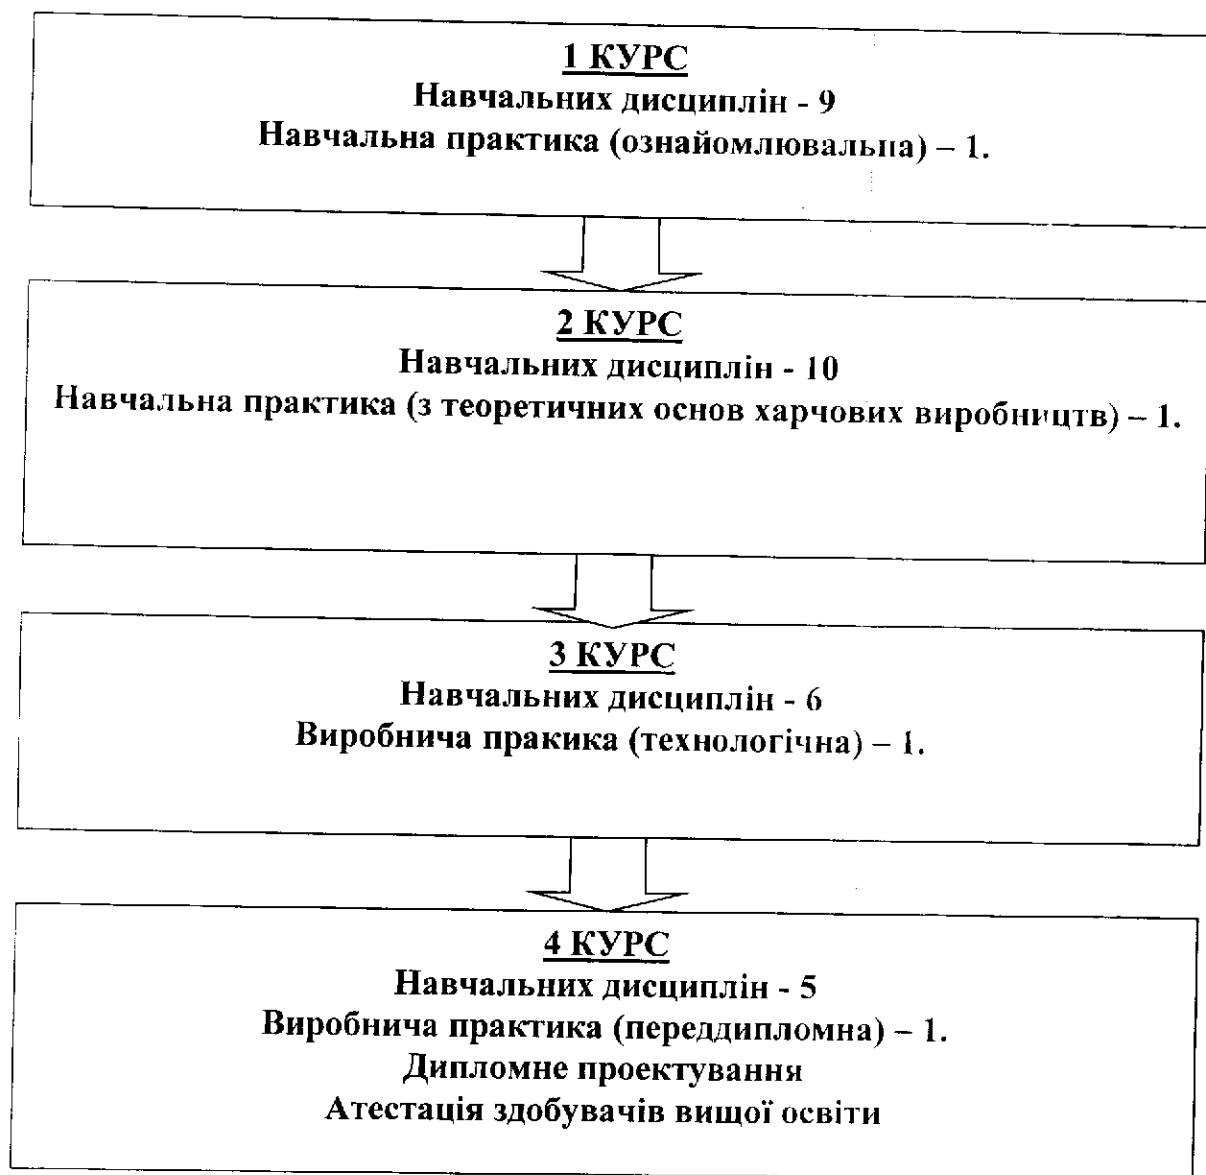 1 КУРС
Навчальних дисциплін - 9
Навчальна практика (ознайомлювальна) – 1.
2 КУРС
Навчальних дисциплін - 10
Навчальна практика (з теоретичних основ харчових виробництв) – 1.
3 КУРС
Навчальних дисциплін - 6
Виробнича пракика (технологічна) – 1.
4 КУРС
Навчальних дисциплін - 5
Виробнича практика (переддипломна) – 1.
Дипломне проектування
Атестація здобувачів вищої освіти